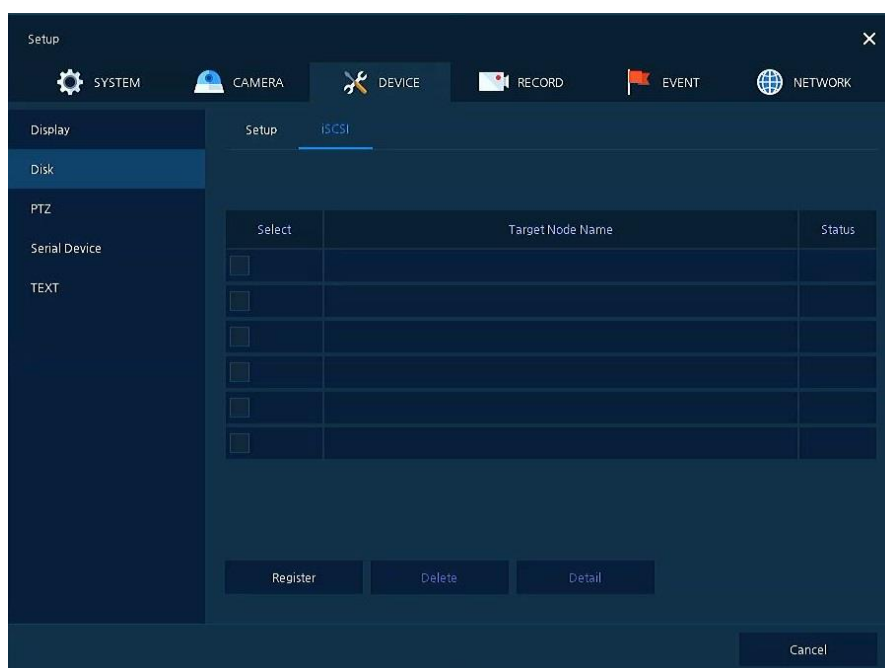 Setup
SYSTEM CAMERA DEVICE RECORD EVENT NETWORK
Display
Disk
PTZ
Serial Device
TEXT
Setup iSCSI
Select Target Node Name Status
Register Delete Detail
Cancel